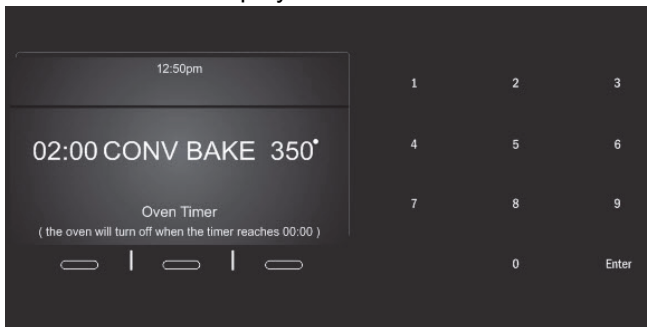 12:50pm
02:00 CONV BAKE 350°
Oven Timer
( the oven will turn off when the timer reaches 00:00 )
1 2 3
4 5 6
7 8 9
0 Enter